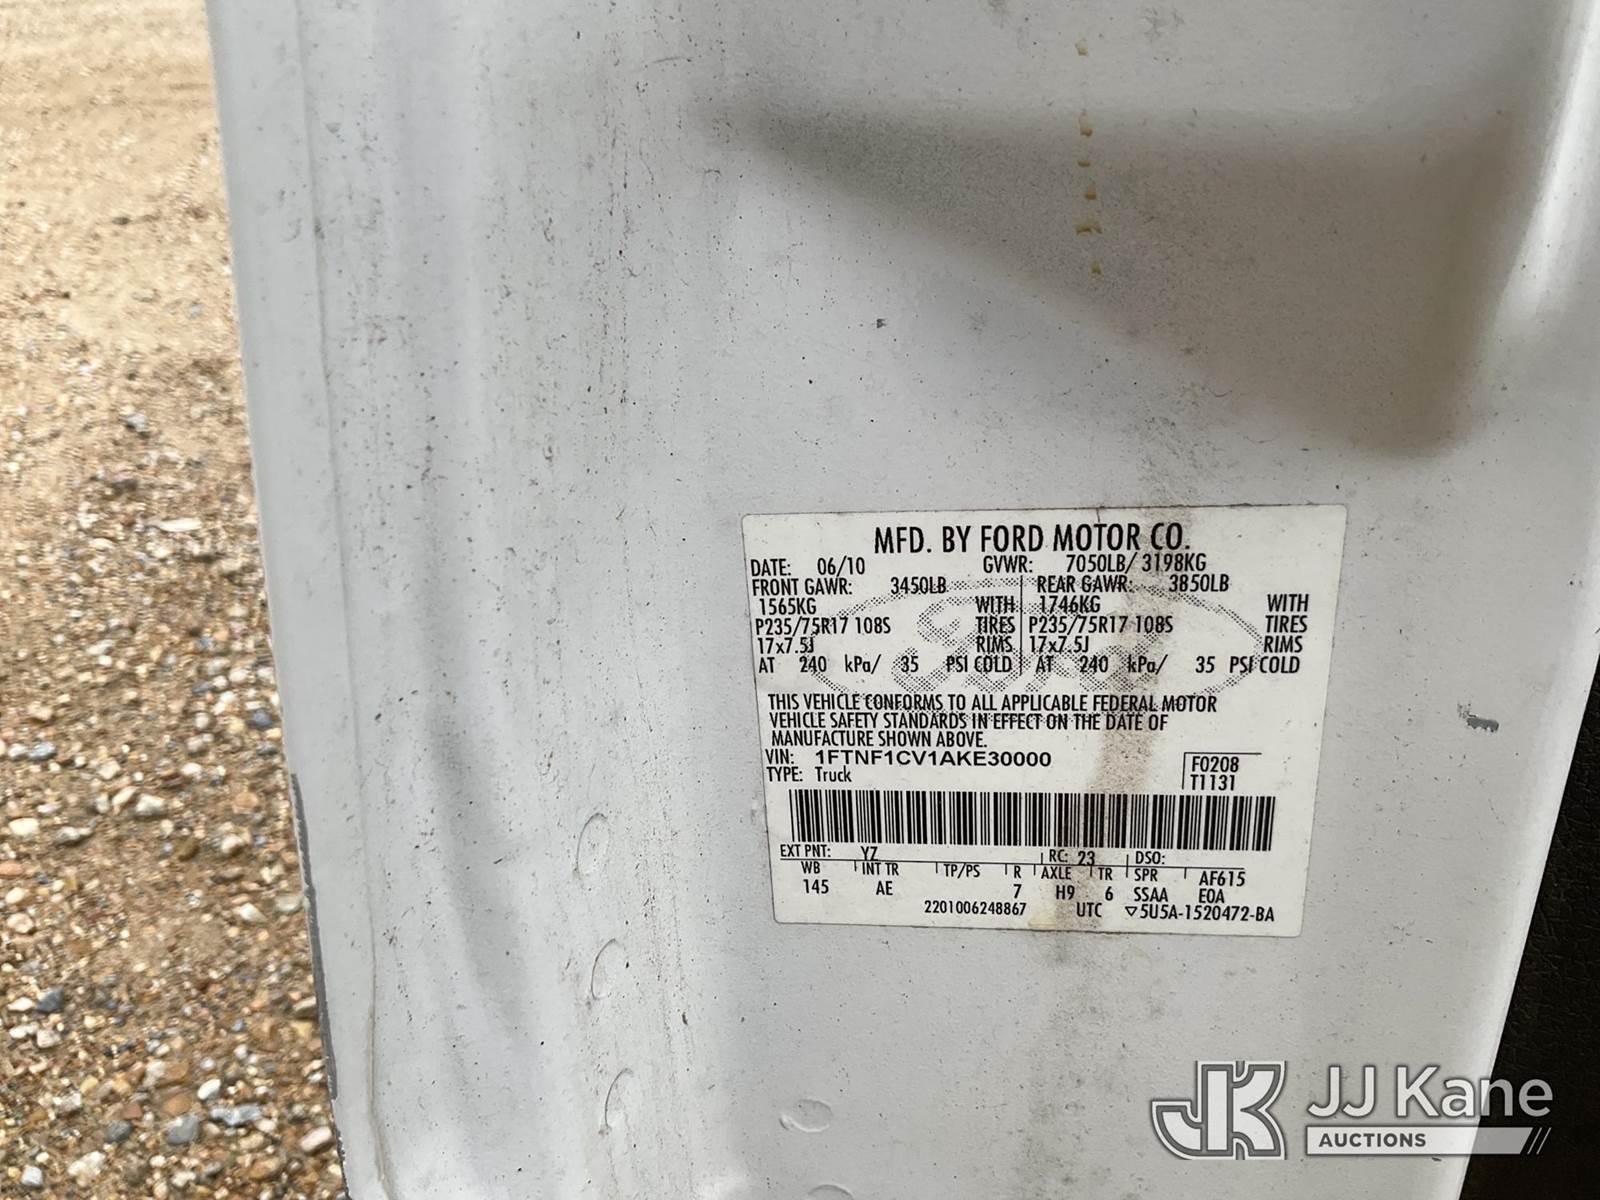 MFD. BY FORD MOTOR CO.
DATE: 06/10 GVWR: 7050LB/ 3198KG
FRONT GAWR: 3450LB REAR GAWR: 3850LB
1565KG WITH 1746KG WITH
P235/75R17 108S TIRES P235/75R17 108S TIRES
17x7.5J RIMS 17x7.5J RIMS
AT 240 kPa/ 35 PSI COLD AT 240 kPa/ 35 PSI COLD
THIS VEHICLE CONFORMS TO ALL APPLICABLE FEDERAL MOTOR
VEHICLE SAFETY STANDARDS IN EFFECT ON THE DATE OF
MANUFACTURE SHOWN ABOVE.
VIN: 1FTNF1CV1AKE30000 F0208
TYPE: Truck T1131
EXT PNT: YZ RC: 23 DSO:
WB INT TR TP/PS R AXLE TR SPR AF615
145 AE 7 H9 6 SSAA E0A
2201006248867 UTC ▽5U5A-1520472-BA
JK JJ Kane
AUCTIONS